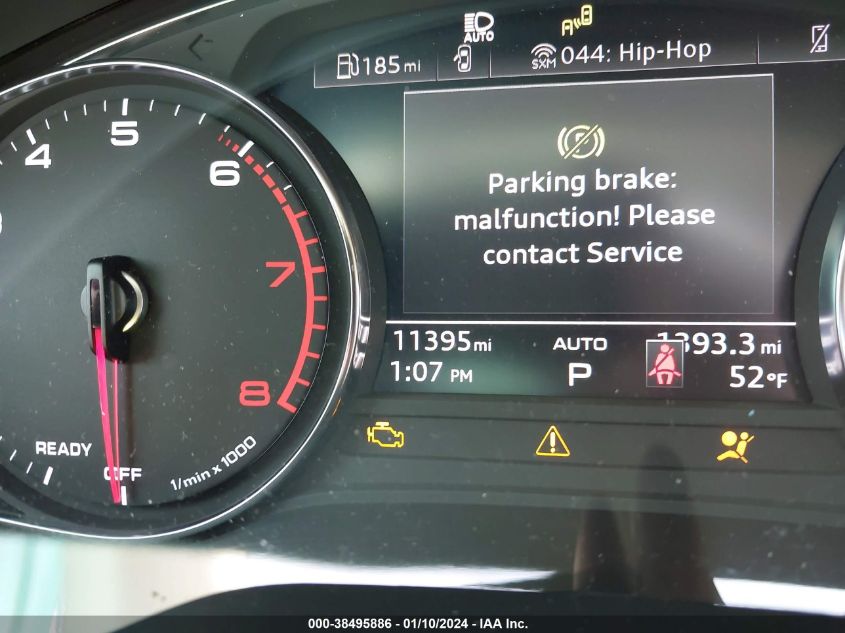 AUTO
A
185 mi
SXM 044: Hip-Hop
Parking brake:
malfunction! Please
contact Service
11395 mi
AUTO
1393.3 mi
1:07 PM
P
52°F
4
5
6
7
8
READY
OFF
1/min x 1000
000-38495886 - 01/10/2024 - IAA Inc.